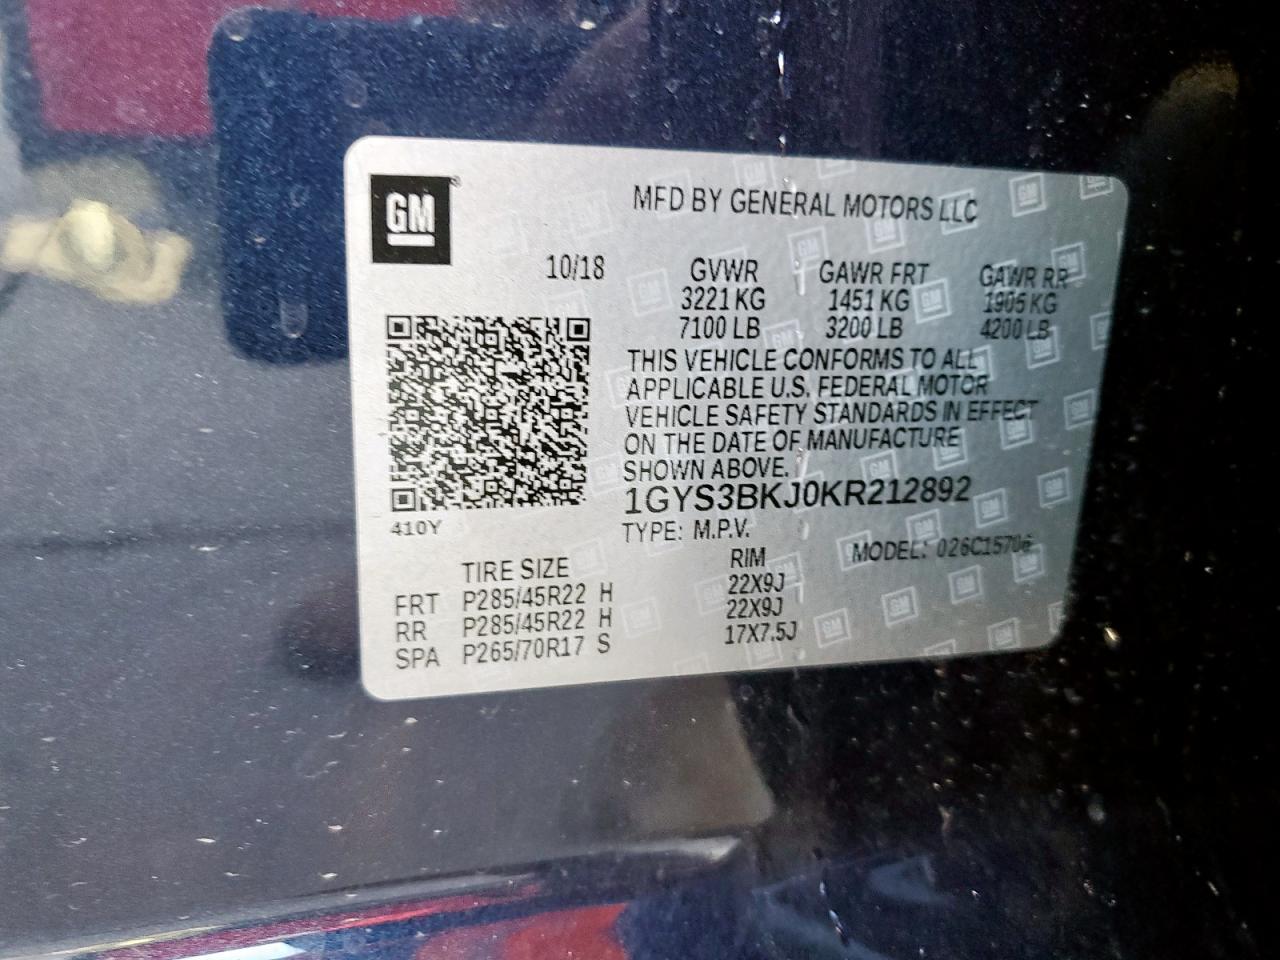 GM
MFD BY GENERAL MOTORS LLC
10/18
GVWR GAWR FRT GAWR RR
3221 KG 1451 KG 1905 KG
7100 LB 3200 LB 4200 LB
THIS VEHICLE CONFORMS TO ALL
APPLICABLE U.S. FEDERAL MOTOR
VEHICLE SAFETY STANDARDS IN EFFECT
ON THE DATE OF MANUFACTURE
SHOWN ABOVE.
1GYS3BKJ0KR212892
410Y
TYPE: M.P.V. MODEL: 026C15706
TIRE SIZE RIM
FRT P285/45R22 H 22X9J
RR P285/45R22 H 22X9J
SPA P265/70R17 S 17X7.5J